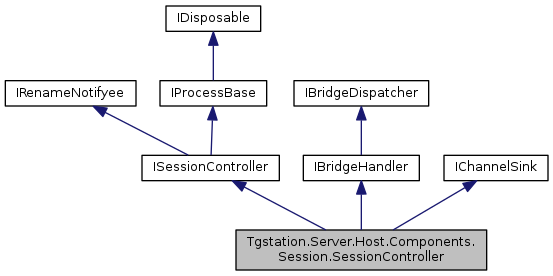 IDisposable
IRenameNotifyee
IProcessBase
IBridgeDispatcher
ISessionController
IBridgeHandler
IChannelSink
Tgstation.Server.Host.Components.
Session.SessionController